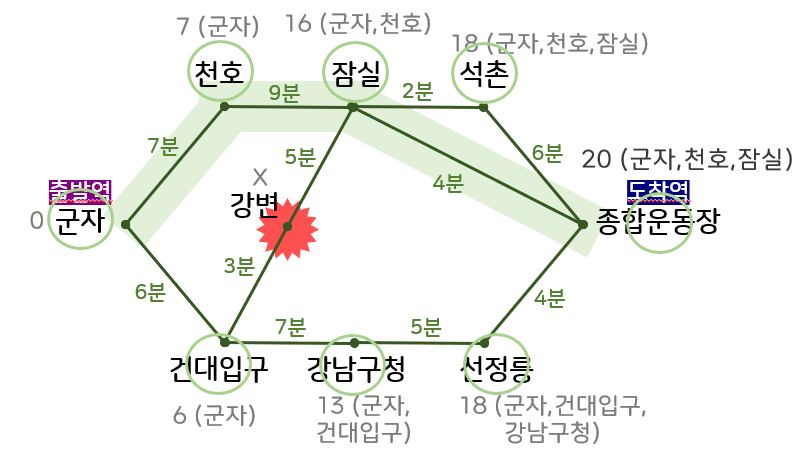 7 (군자)
16 (군자,천호)
18 (군자,천호,잠실)
천호
잠실
석촌
9분
2분
7분
5분
6분
4분
20 (군자,천호,잠실)
X
출발역
강변
도착역
0
군자
종합운동장
3분
6분
4분
7분
5분
건대입구
강남구청
선정릉
6 (군자)
13 (군자,
건대입구)
18 (군자,건대입구,
강남구청)